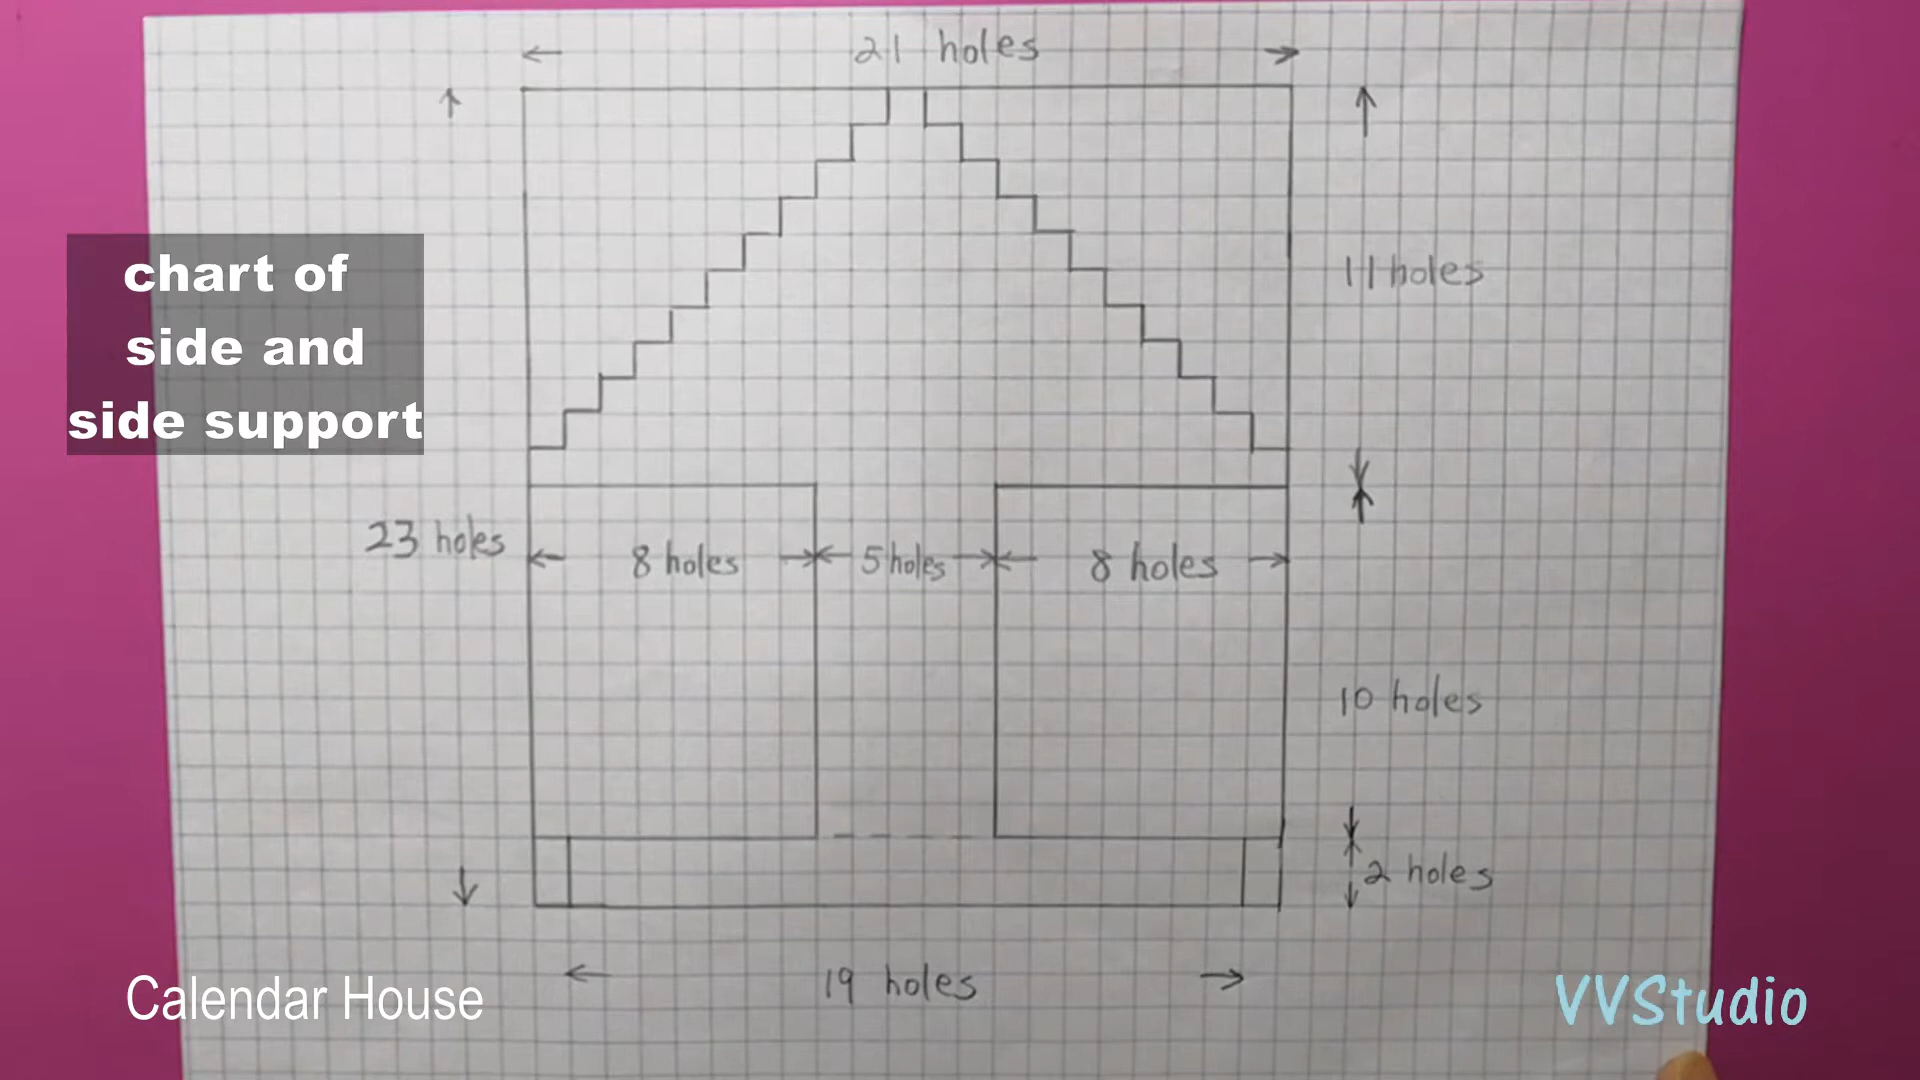 21 holes
chart of
side and
side support
11 holes
23 holes
8 holes
5 holes
8 holes
10 holes
2 holes
19 holes
Calendar House
VVStudio